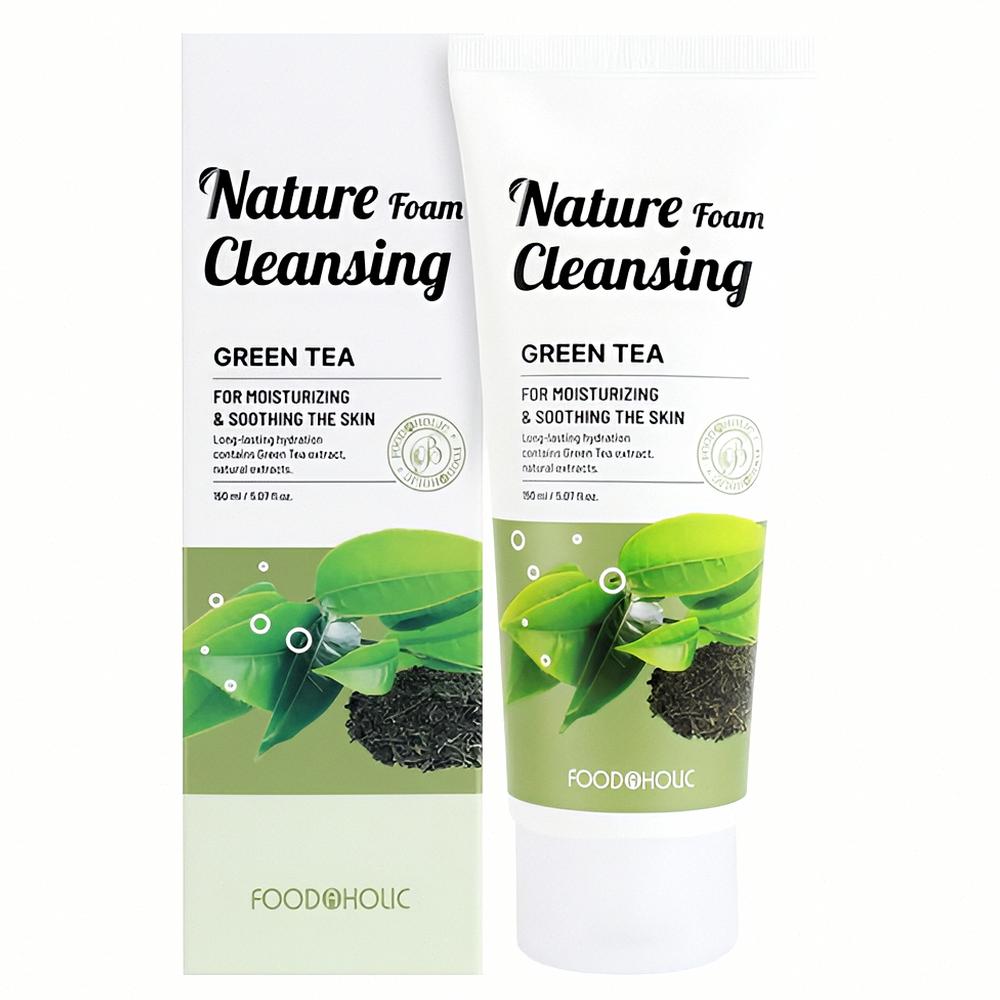 Nature Foam
Cleansing
GREEN TEA
FOR MOISTURIZING
& SOOTHING THE SKIN
Long-lasting hydration
contains Green Tea extract,
natural extracts.
150 ml / 5.07 fl.oz.
FOODAHOLIC
Nature Foam
Cleansing
GREEN TEA
FOR MOISTURIZING
& SOOTHING THE SKIN
Long-lasting hydration
contains Green Tea extract,
natural extracts.
150 ml / 5.07 fl.oz.
FOODAHOLIC